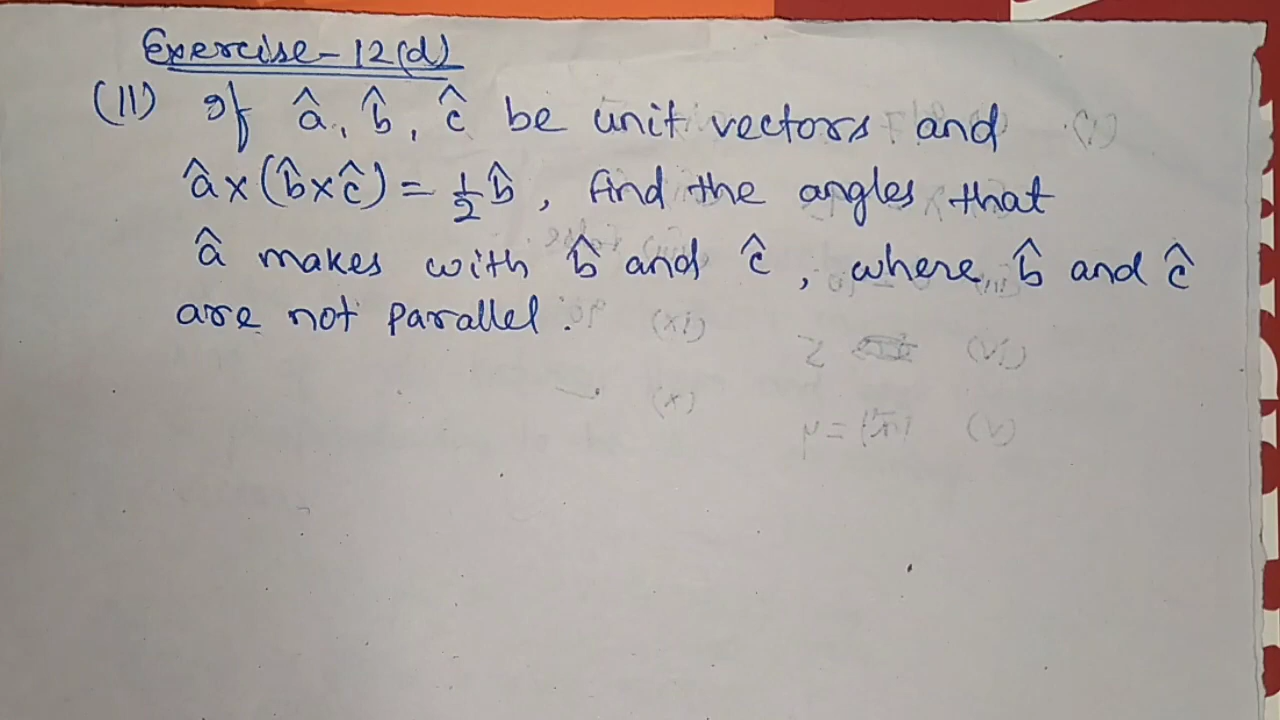 Exercise-12(d)
(11) If â, b̂, ĉ be unit vectors and
â×(b̂×ĉ) = 1/2 b̂, find the angles that
â makes with b̂ and ĉ, where b̂ and ĉ
are not parallel.